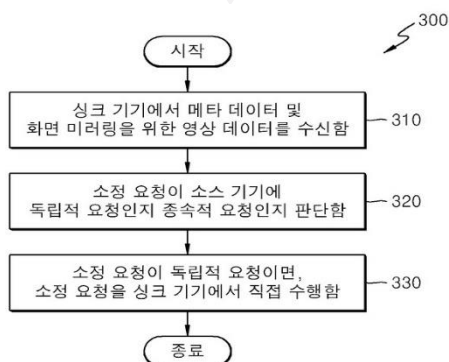 300
시작
싱크 기기에서 메타 데이터 및
화면 미러링을 위한 영상 데이터를 수신함
310
소정 요청이 소스 기기에
독립적 요청인지 종속적 요청인지 판단함
320
소정 요청이 독립적 요청이면,
소정 요청을 싱크 기기에서 직접 수행함
330
종료